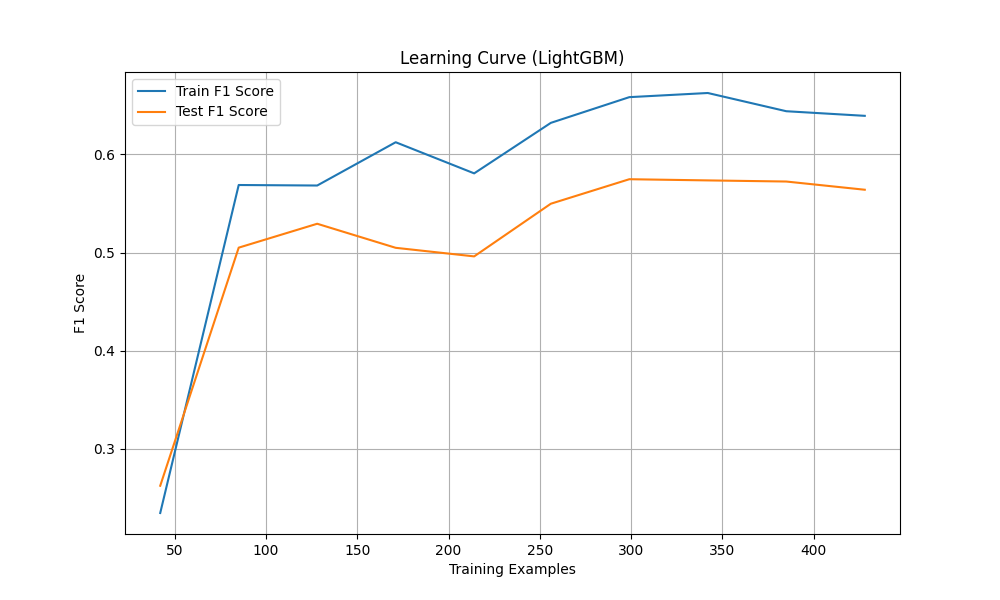 Learning Curve (LightGBM)
Train F1 Score
Test F1 Score
F1 Score
0.6
0.5
0.4
0.3
50 100 150 200 250 300 350 400
Training Examples